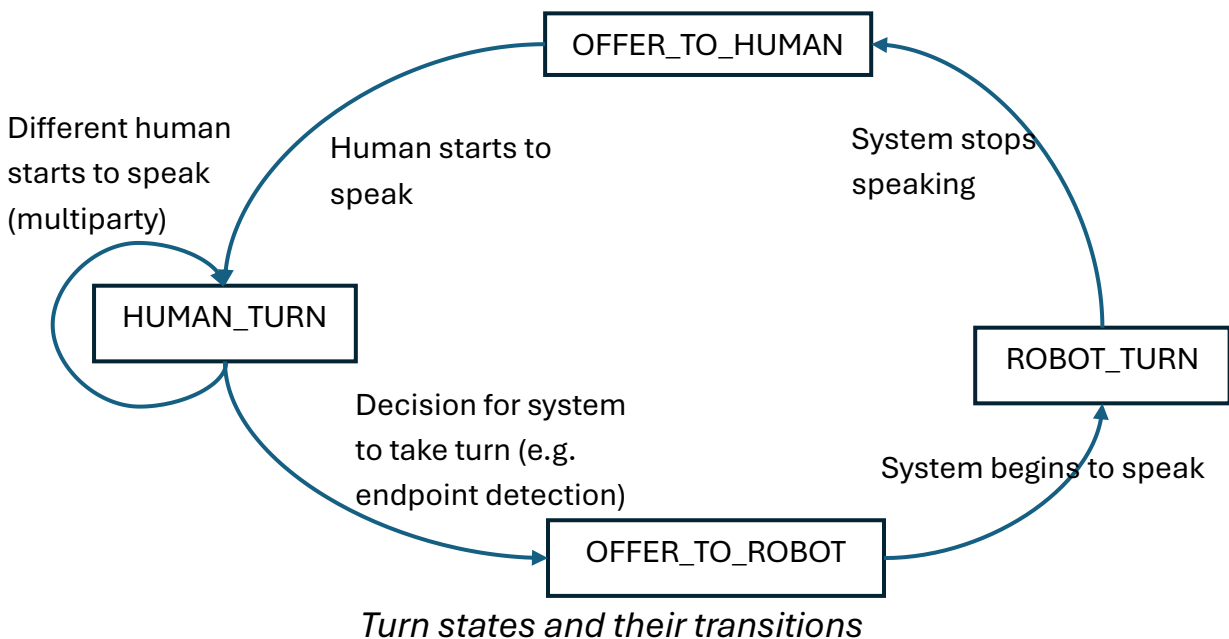 OFFER_TO_HUMAN
Different human
starts to speak
(multiparty)
Human starts to
speak
System stops
speaking
HUMAN_TURN
ROBOT_TURN
Decision for system
to take turn (e.g.
endpoint detection)
System begins to speak
OFFER_TO_ROBOT
Turn states and their transitions